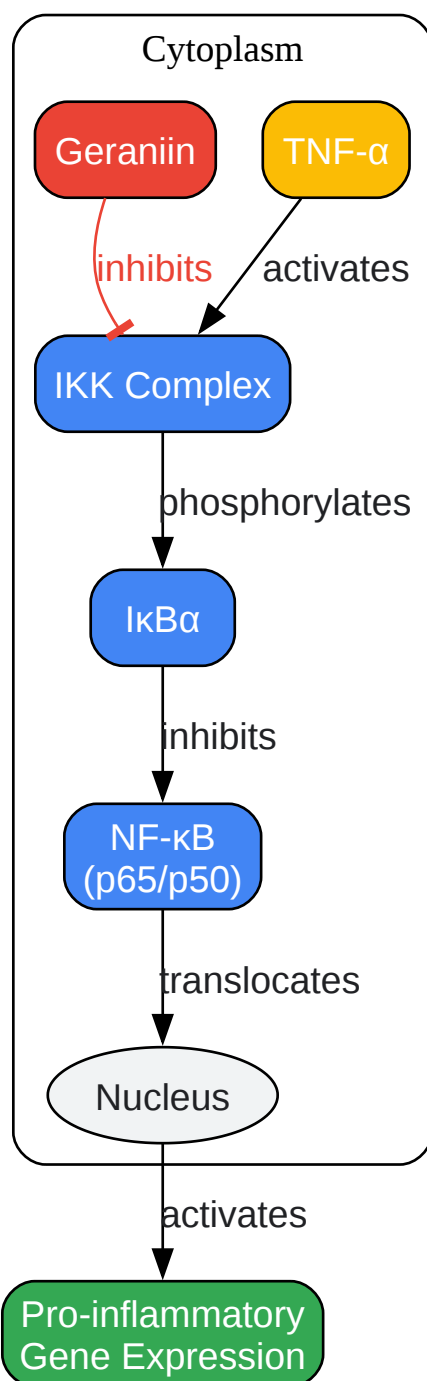 Cytoplasm
Geraniin
TNF-α
inhibits
activates
IKK Complex
phosphorylates
IκBα
inhibits
NF-κB
(p65/p50)
translocates
Nucleus
activates
Pro-inflammatory
Gene Expression